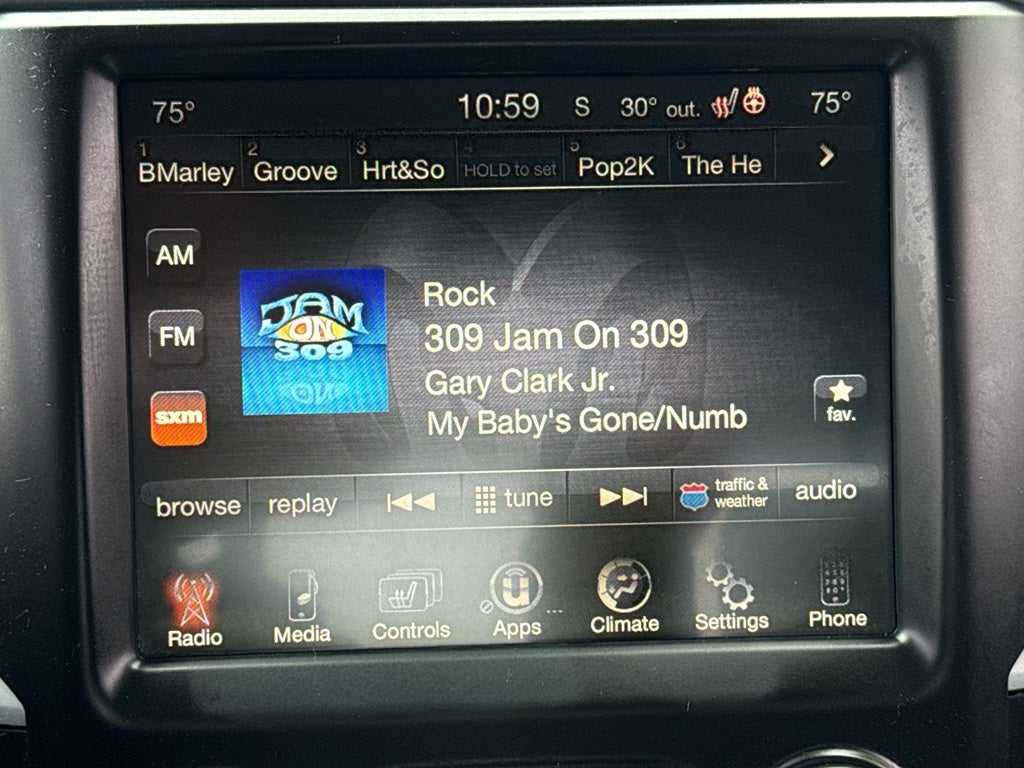 75° 10:59 S 30° out. 75°
1 2 3 4 5 6
BMarley Groove Hrt&So HOLD to set Pop2K The He
AM
FM
sxm
JAM
ON
309
Rock
309 Jam On 309
Gary Clark Jr.
My Baby's Gone/Numb
fav.
browse replay tune traffic & weather audio
Radio Media Controls Apps Climate Settings Phone